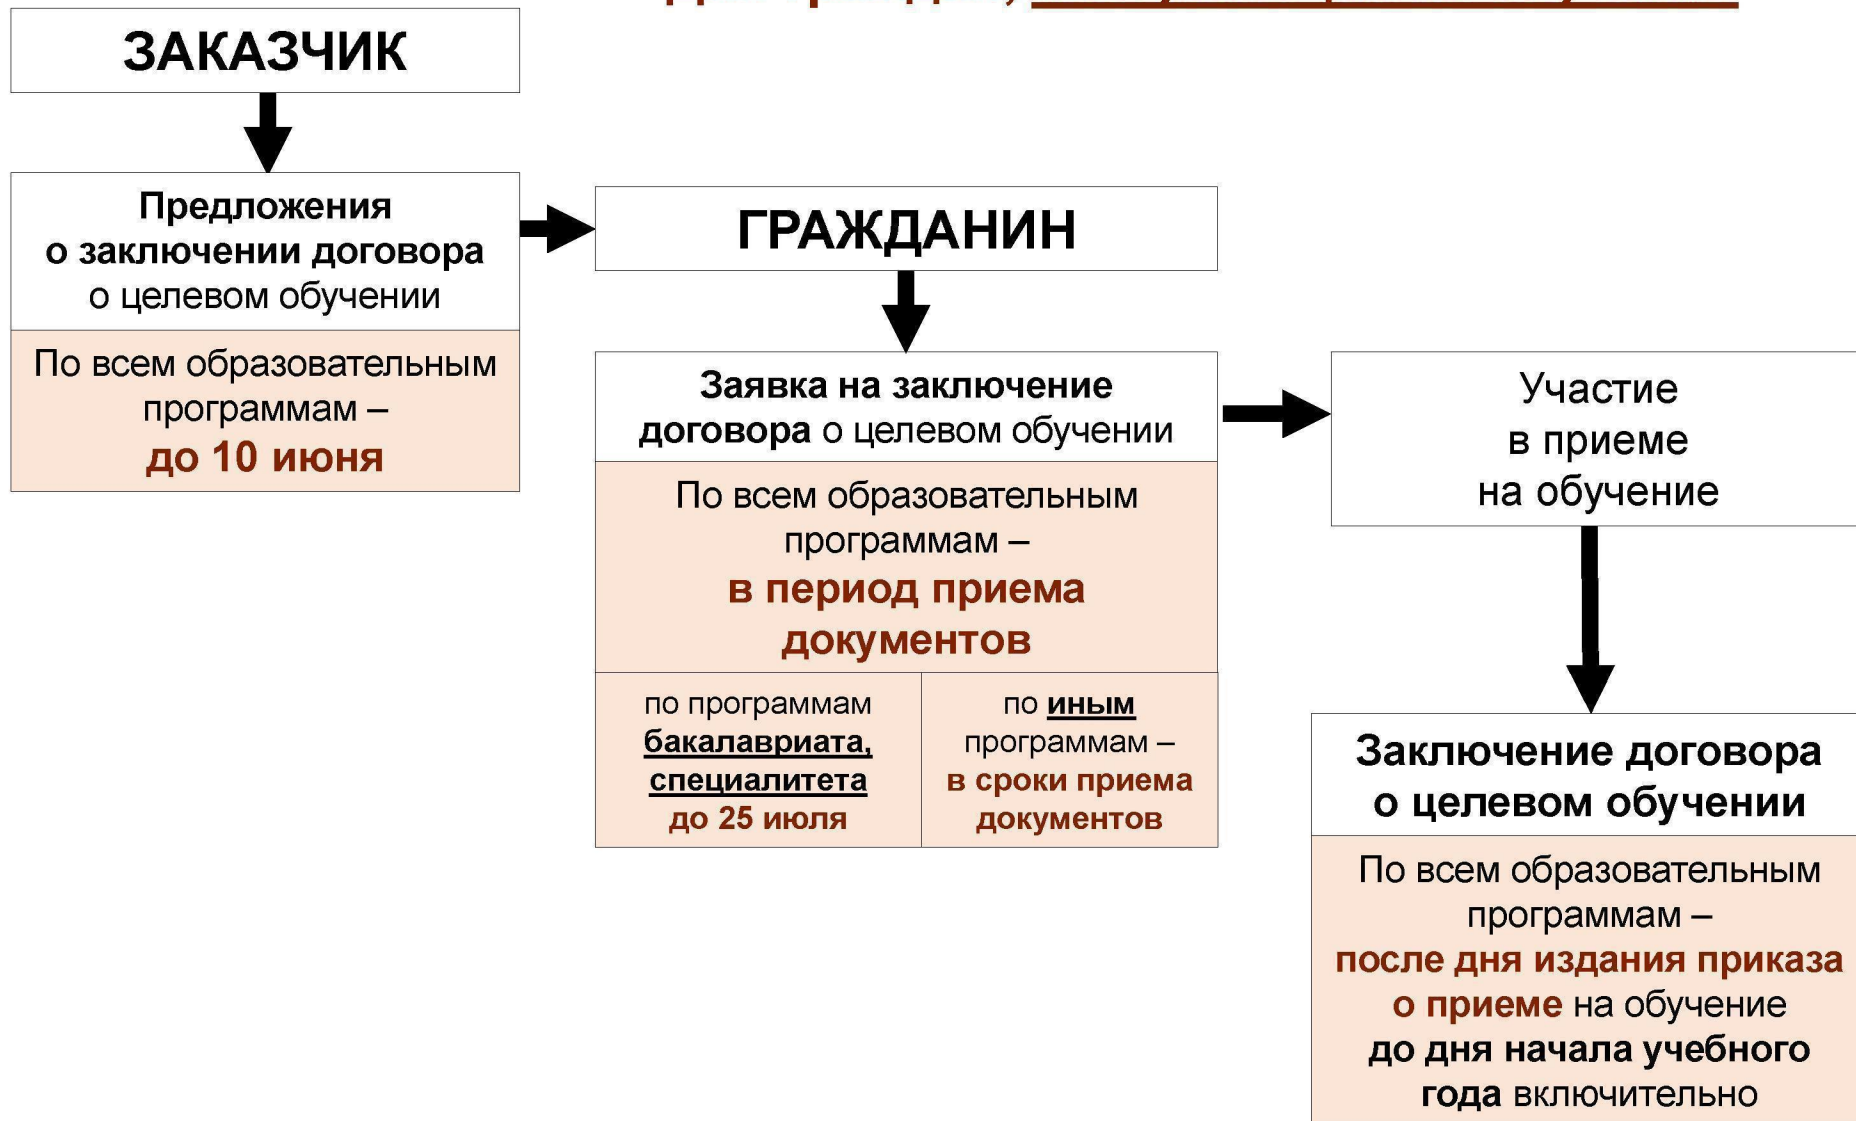 ЗАКАЗЧИК
Предложения
о заключении договора
о целевом обучении
По всем образовательным
программам –
до 10 июня
ГРАЖДАНИН
Заявка на заключение
договора о целевом обучении
По всем образовательным
программам –
в период приема
документов
по программам
бакалавриата,
специалитета
до 25 июля
по иным
программам –
в сроки приема
документов
Участие
в приеме
на обучение
Заключение договора
о целевом обучении
По всем образовательным
программам –
после дня издания приказа
о приеме на обучение
до дня начала учебного
года включительно